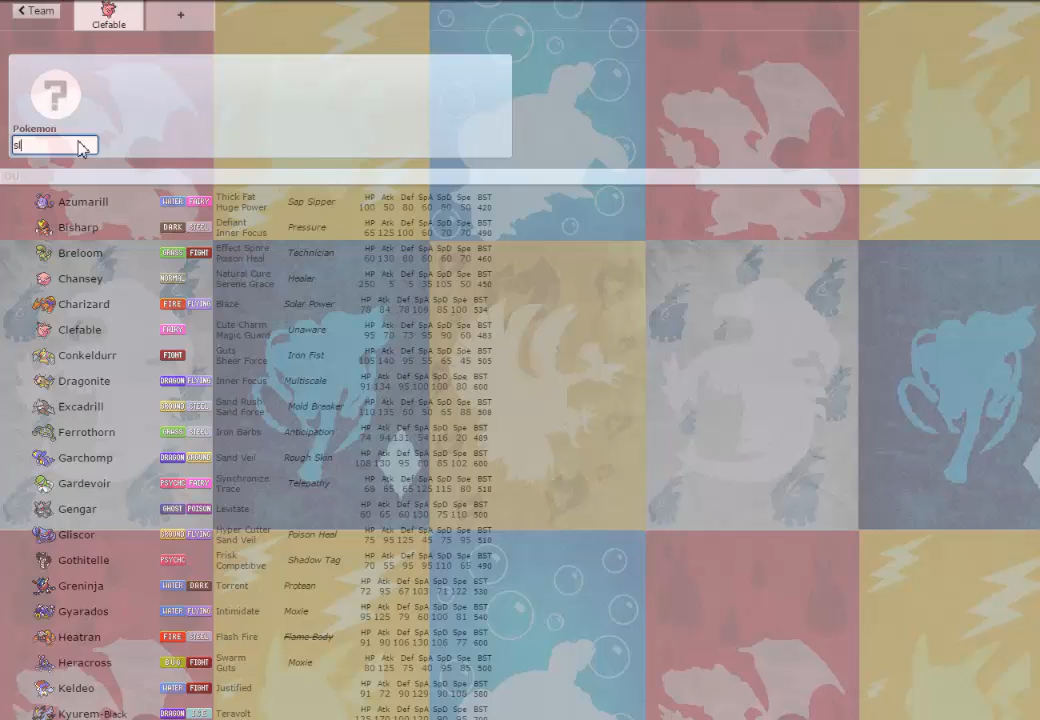 Team
Clefable
+
?
Pokemon
sl
OU
Azumarill WATER FAIRY Thick Fat Huge Power Sap Sipper HP 100 Atk 50 Def 80 SpA 60 SpD 80 Spe 50 BST 420
Bisharp DARK STEEL Defiant Inner Focus Pressure HP 65 Atk 125 Def 100 SpA 60 SpD 70 Spe 70 BST 490
Breloom GRASS FIGHT Effect Spore Poison Heal Technician HP 60 Atk 130 Def 80 SpA 60 SpD 60 Spe 70 BST 460
Chansey NORMAL Natural Cure Serene Grace Healer HP 250 Atk 5 Def 5 SpA 35 SpD 105 Spe 50 BST 450
Charizard FIRE FLYING Blaze Solar Power HP 78 Atk 84 Def 78 SpA 109 SpD 85 Spe 100 BST 534
Clefable FAIRY Cute Charm Magic Guard Unaware HP 95 Atk 70 Def 73 SpA 95 SpD 90 Spe 60 BST 483
Conkeldurr FIGHT Guts Sheer Force Iron Fist HP 105 Atk 140 Def 95 SpA 55 SpD 65 Spe 45 BST 505
Dragonite DRAGON FLYING Inner Focus Multiscale HP 91 Atk 134 Def 95 SpA 100 SpD 100 Spe 80 BST 600
Excadrill GROUND STEEL Sand Rush Sand Force Mold Breaker HP 110 Atk 135 Def 60 SpA 50 SpD 65 Spe 88 BST 508
Ferrothorn GRASS STEEL Iron Barbs Anticipation HP 74 Atk 94 Def 131 SpA 54 SpD 116 Spe 20 BST 489
Garchomp DRAGON GROUND Sand Veil Rough Skin HP 108 Atk 130 Def 95 SpA 80 SpD 85 Spe 102 BST 600
Gardevoir PSYCHC FAIRY Synchronize Trace Telepathy HP 68 Atk 65 Def 65 SpA 125 SpD 115 Spe 80 BST 518
Gengar GHOST POISON Levitate HP 60 Atk 65 Def 60 SpA 130 SpD 75 Spe 110 BST 500
Gliscor GROUND FLYING Hyper Cutter Sand Veil Poison Heal HP 75 Atk 95 Def 125 SpA 45 SpD 75 Spe 95 BST 510
Gothitelle PSYCHC Frisk Competitive Shadow Tag HP 70 Atk 55 Def 95 SpA 95 SpD 110 Spe 65 BST 490
Greninja WATER DARK Torrent Protean HP 72 Atk 95 Def 67 SpA 103 SpD 71 Spe 122 BST 530
Gyarados WATER FLYING Intimidate Moxie HP 95 Atk 125 Def 79 SpA 60 SpD 100 Spe 81 BST 540
Heatran FIRE STEEL Flash Fire Flame Body HP 91 Atk 90 Def 106 SpA 130 SpD 106 Spe 77 BST 600
Heracross BUG FIGHT Swarm Guts Moxie HP 80 Atk 125 Def 75 SpA 40 SpD 95 Spe 85 BST 500
Keldeo WATER FIGHT Justified HP 91 Atk 72 Def 90 SpA 129 SpD 90 Spe 108 BST 580
Kyurem-Black DRAGON ICE Teravolt HP Atk Def SpA SpD Spe BST